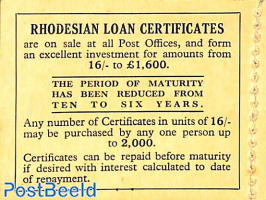 RHODESIAN LOAN CERTIFICATES
are on sale at all Post Offices, and form
an excellent investment for amounts from
16/- to £1,600.
THE PERIOD OF MATURITY
HAS BEEN REDUCED FROM
TEN TO SIX YEARS.
Any number of Certificates in units of 16/-
may be purchased by any one person up
to 2,000.
Certificates can be repaid before maturity
if desired with interest calculated to date
of repayment.
PostBeeld